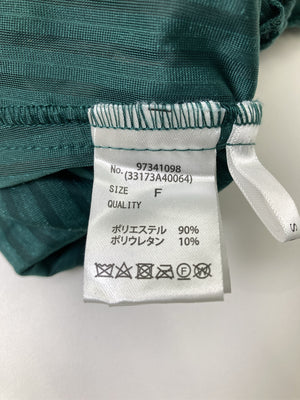 No. 97341098
(33173A40064)
SIZE F
QUALITY
ポリエステル 90%
ポリウレタン 10%
S